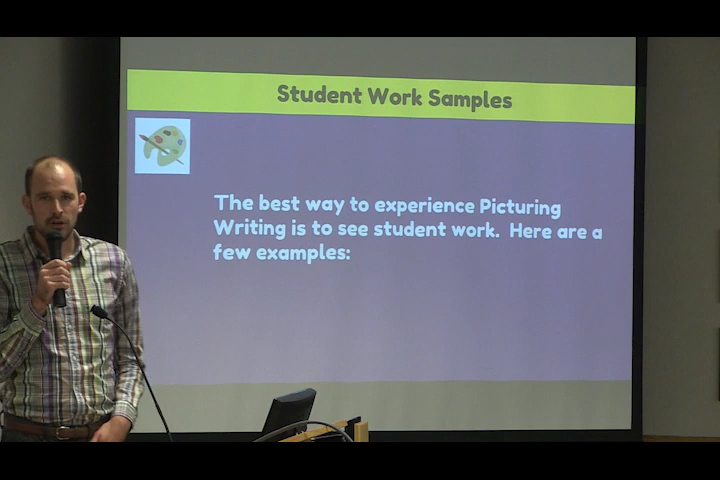 Student Work Samples
The best way to experience Picturing
Writing is to see student work. Here are a
few examples: